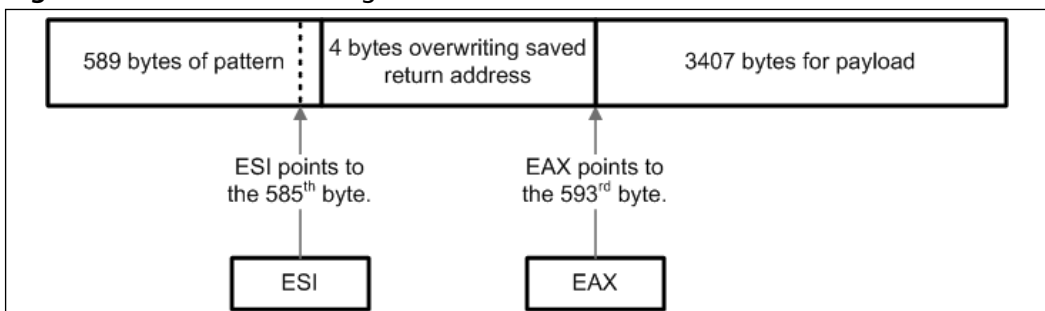 589 bytes of pattern
4 bytes overwriting saved
return address
3407 bytes for payload
ESI points to
the 585th byte.
EAX points to
the 593rd byte.
ESI
EAX